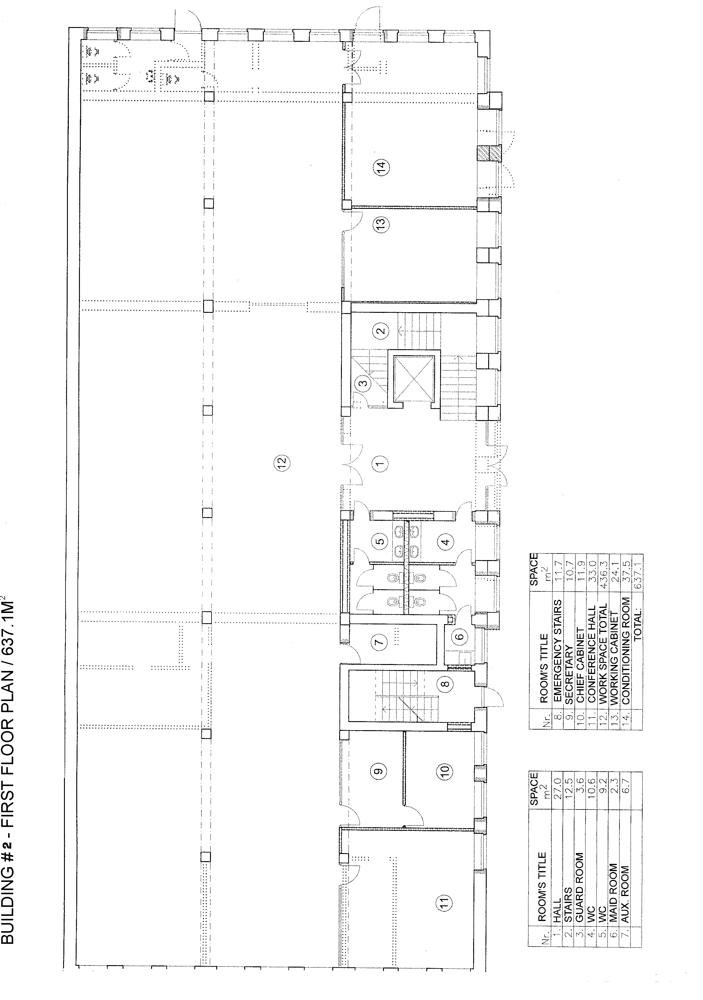 BUILDING #2 - FIRST FLOOR PLAN / 637.1M²
12
14
13
2
3
1
5
4
7
6
8
9
10
11
Nr. ROOM'S TITLE SPACE m²
1. HALL 27.0
2. STAIRS 12.5
3. GUARD ROOM 3.6
4. WC 10.6
5. WC 9.2
6. MAID ROOM 2.3
7. AUX. ROOM 6.7
Nr. ROOM'S TITLE SPACE m²
8. EMERGENCY STAIRS 11.7
9. SECRETARY 10.7
10. CHIEF CABINET 11.9
11. CONFERENCE HALL 33.0
12. WORK SPACE TOTAL 436.3
13. WORKING CABINET 24.1
14. CONDITIONING ROOM 37.5
TOTAL: 637.1